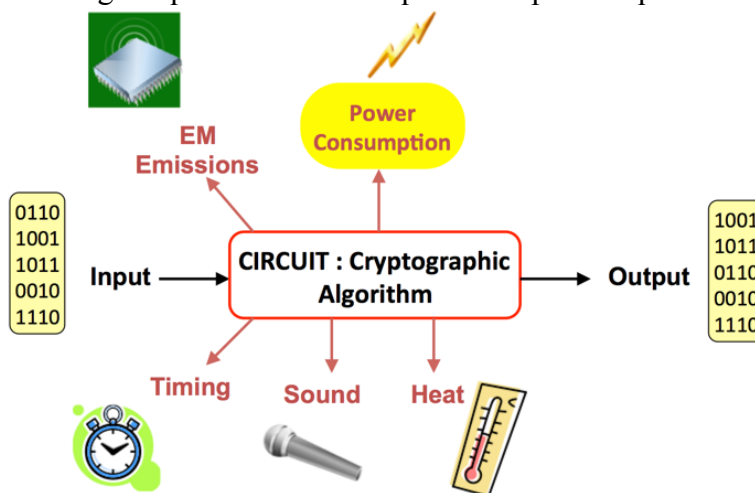 Power
Consumption
EM
Emissions
0110
1001
1011
0010
1110
Input
CIRCUIT : Cryptographic
Algorithm
Output
1001
1011
0110
0010
1110
Timing
Sound
Heat